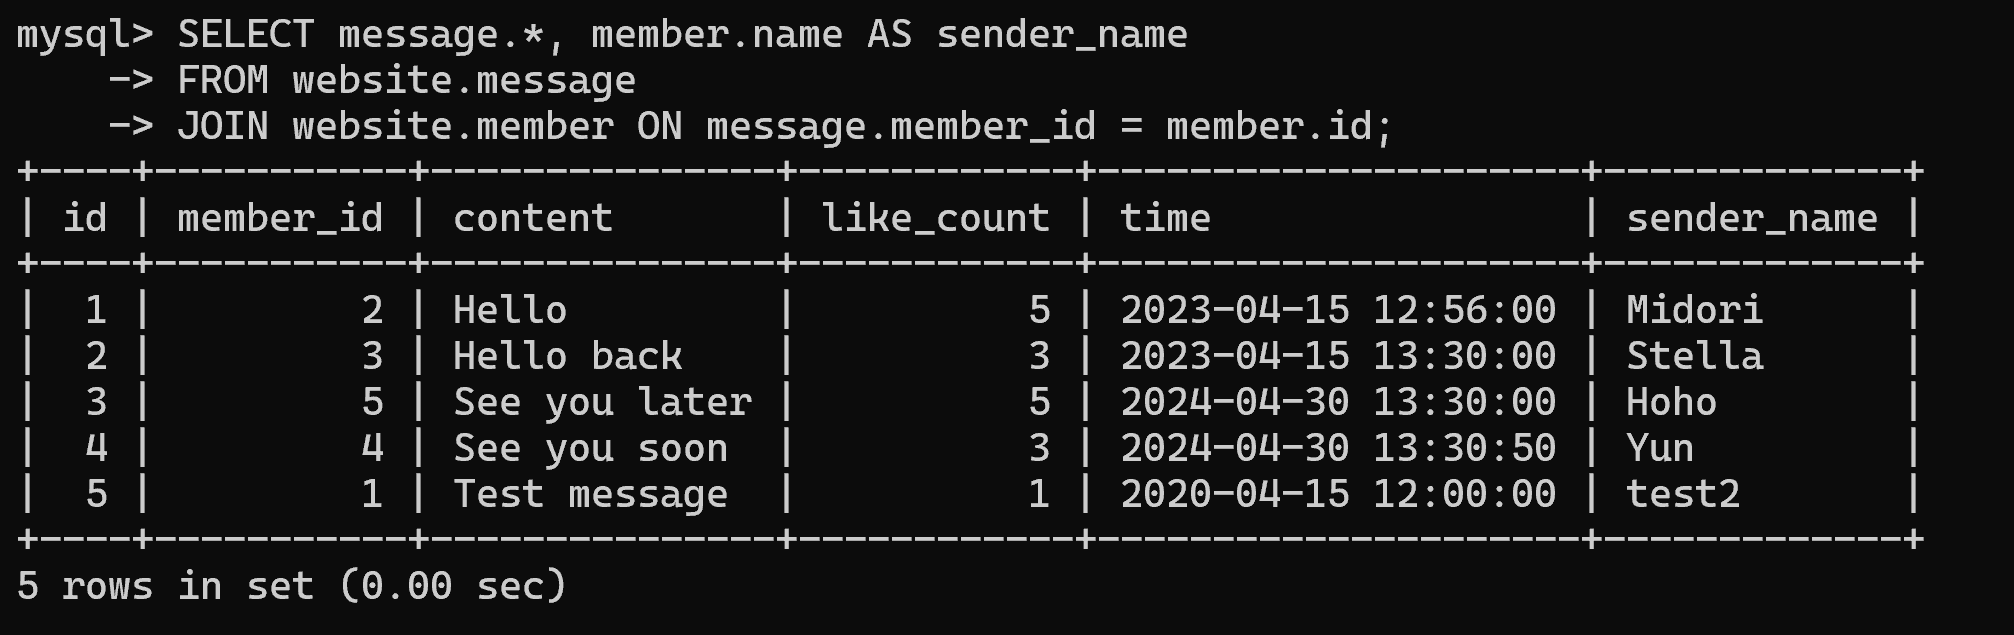 mysql> SELECT message.*, member.name AS sender_name
    -> FROM website.message
    -> JOIN website.member ON message.member_id = member.id;
+----+-----------+---------------+------------+---------------------+-------------+
| id | member_id | content       | like_count | time                | sender_name |
+----+-----------+---------------+------------+---------------------+-------------+
|  1 |         2 | Hello         |          5 | 2023-04-15 12:56:00 | Midori      |
|  2 |         3 | Hello back    |          3 | 2023-04-15 13:30:00 | Stella      |
|  3 |         5 | See you later |          5 | 2024-04-30 13:30:00 | Hoho        |
|  4 |         4 | See you soon  |          3 | 2024-04-30 13:30:50 | Yun         |
|  5 |         1 | Test message  |          1 | 2020-04-15 12:00:00 | test2       |
+----+-----------+---------------+------------+---------------------+-------------+
5 rows in set (0.00 sec)